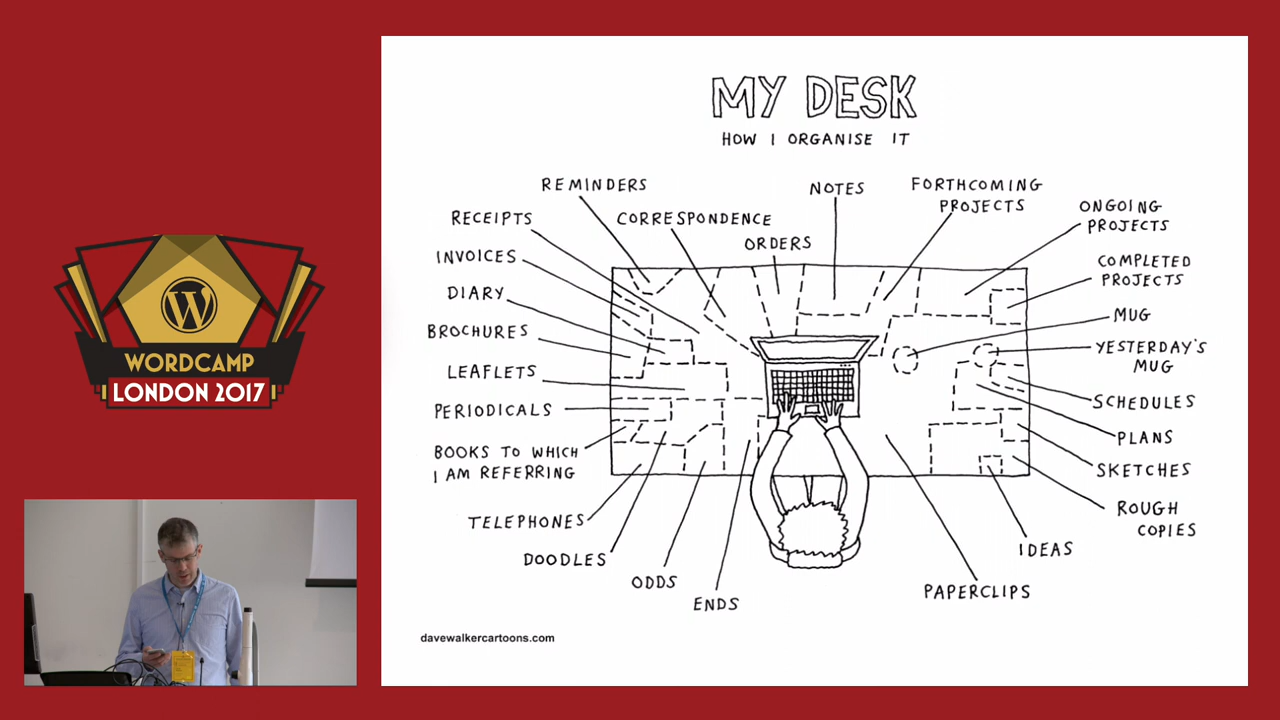 MY DESK
HOW I ORGANISE IT
REMINDERS
NOTES
FORTHCOMING
PROJECTS
RECEIPTS
CORRESPONDENCE
ORDERS
ONGOING
PROJECTS
INVOICES
COMPLETED
PROJECTS
DIARY
MUG
BROCHURES
YESTERDAY'S
MUG
LEAFLETS
SCHEDULES
PERIODICALS
PLANS
BOOKS TO WHICH
I AM REFERRING
SKETCHES
TELEPHONES
ROUGH
COPIES
DOODLES
IDEAS
ODDS
PAPERCLIPS
ENDS
davewalkercartoons.com
W
WORDCAMP
LONDON 2017